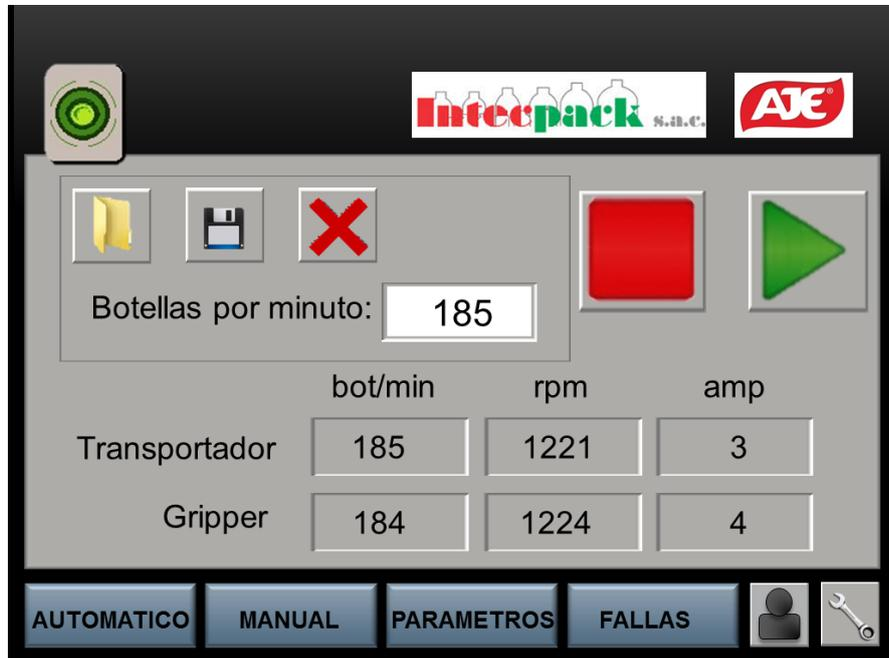 Intecpack s.a.c. AJE®
Botellas por minuto: 185
bot/min rpm amp
Transportador 185 1221 3
Gripper 184 1224 4
AUTOMATICO MANUAL PARAMETROS FALLAS